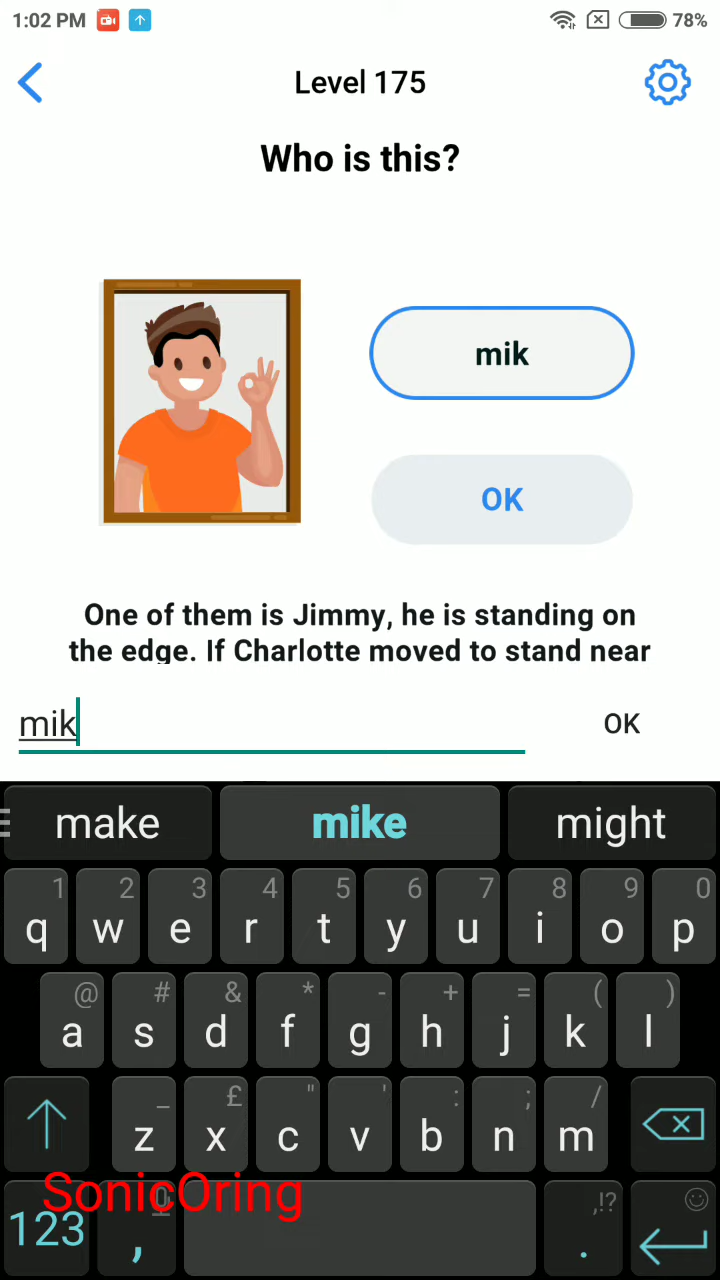 1:02 PM 78%
Level 175
Who is this?
mik
OK
One of them is Jimmy, he is standing on
the edge. If Charlotte moved to stand near
mik OK
make mike might
1 2 3 4 5 6 7 8 9 0
q w e r t y u i o p
@ # & * - + = ( )
a s d f g h j k l
_ £ " ' : ; /
z x c v b n m
SonicOring
123 , . ,!?